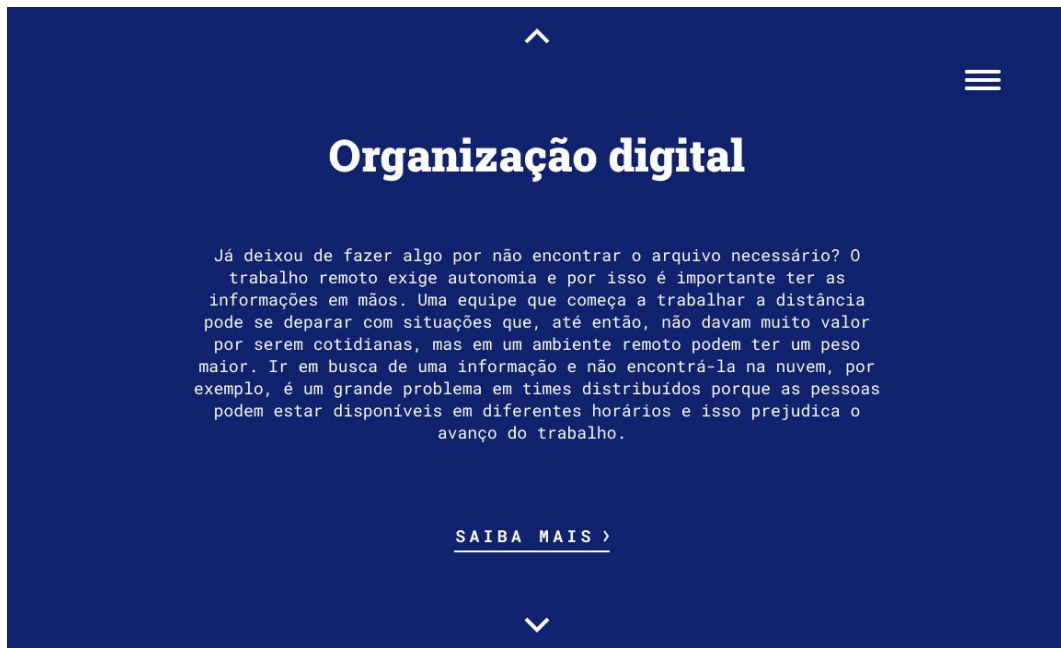 Organização digital
Já deixou de fazer algo por não encontrar o arquivo necessário? O
trabalho remoto exige autonomia e por isso é importante ter as
informações em mãos. Uma equipe que começa a trabalhar a distância
pode se deparar com situações que, até então, não davam muito valor
por serem cotidianas, mas em um ambiente remoto podem ter um peso
maior. Ir em busca de uma informação e não encontrá-la na nuvem, por
exemplo, é um grande problema em times distribuídos porque as pessoas
podem estar disponíveis em diferentes horários e isso prejudica o
avanço do trabalho.
SAIBA MAIS ›